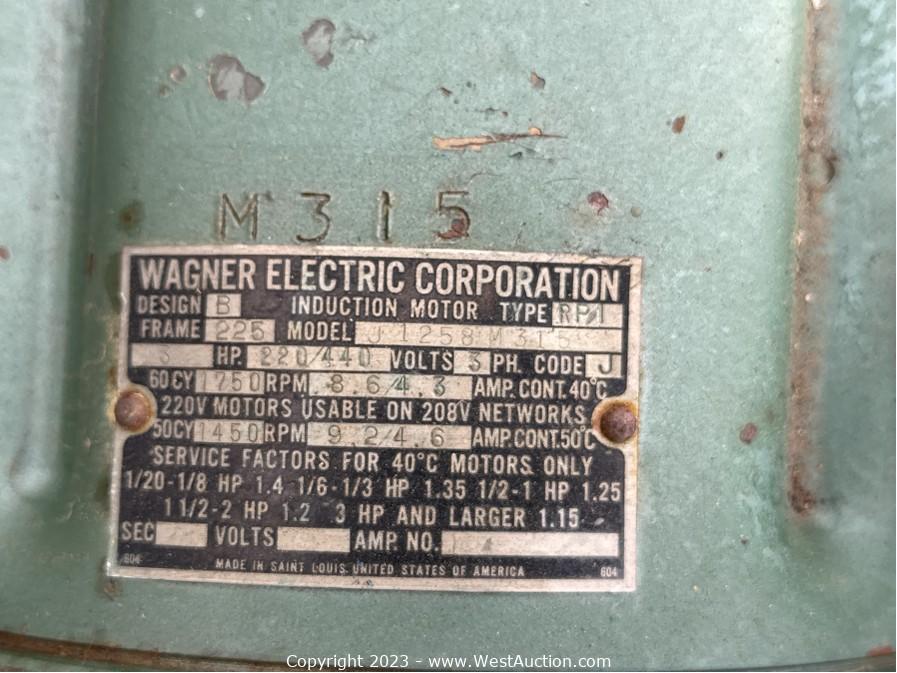 M315
WAGNER ELECTRIC CORPORATION
DESIGN B INDUCTION MOTOR TYPE RP1
FRAME 225 MODEL J1258M315
3 HP. 220/440 VOLTS 3 PH. CODE J
60CY 1750 RPM 8.6/4.3 AMP. CONT. 40°C
220V MOTORS USABLE ON 208V NETWORKS
50CY 1450 RPM 9.2/4.6 AMP. CONT. 50°C
SERVICE FACTORS FOR 40°C MOTORS ONLY
1/20-1/8 HP 1.4 1/6-1/3 HP 1.35 1/2-1 HP 1.25
1 1/2-2 HP 1.2 3 HP AND LARGER 1.15
SEC VOLTS AMP. NO.
604 MADE IN SAINT LOUIS, UNITED STATES OF AMERICA 604
Copyright 2023 - www.WestAuction.com